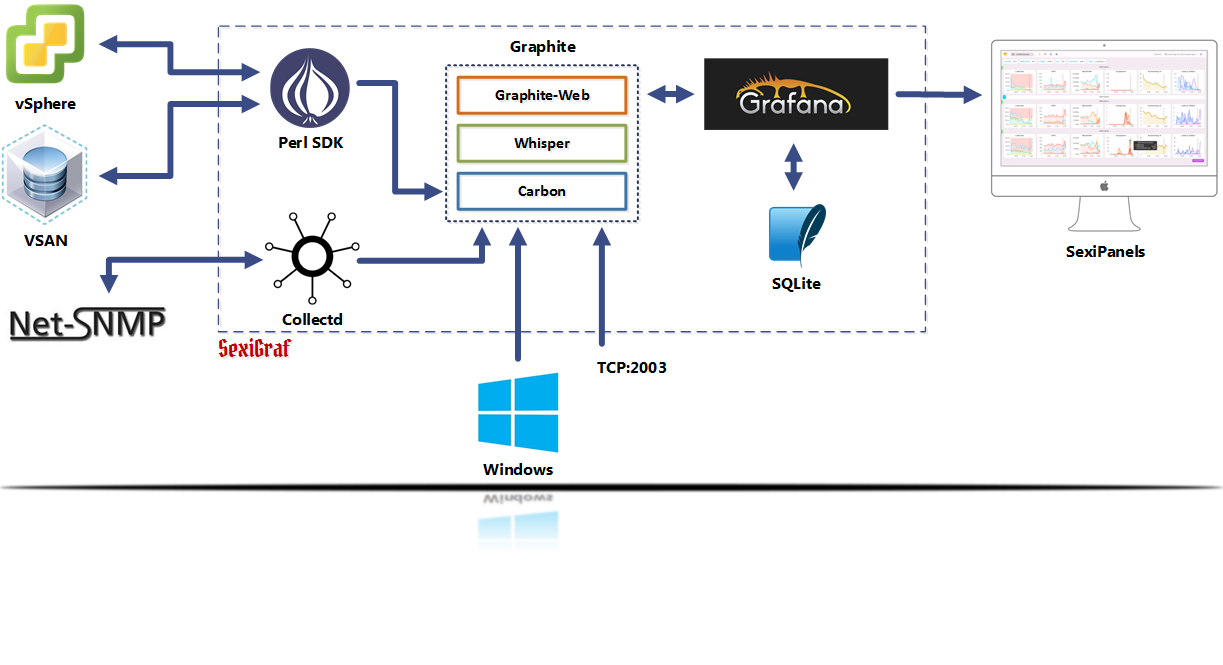 Graphite
vSphere
Graphite-Web
Grafana
Perl SDK
Whisper
Carbon
VSAN
SexiPanels
SQLite
Net-SNMP
Collectd
SexiGraf
TCP:2003
Windows
Windows